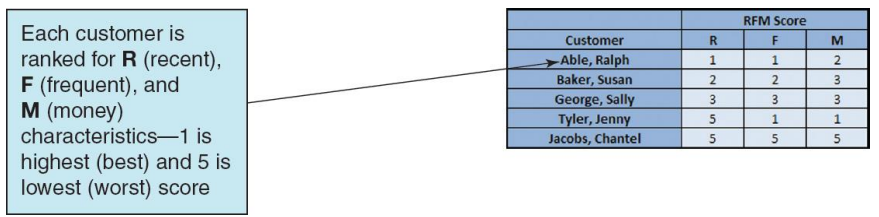 Each customer is
ranked for R (recent),
F (frequent), and
M (money)
characteristics—1 is
highest (best) and 5 is
lowest (worst) score
RFM Score
Customer R F M
Able, Ralph 1 1 2
Baker, Susan 2 2 3
George, Sally 3 3 3
Tyler, Jenny 5 1 1
Jacobs, Chantel 5 5 5